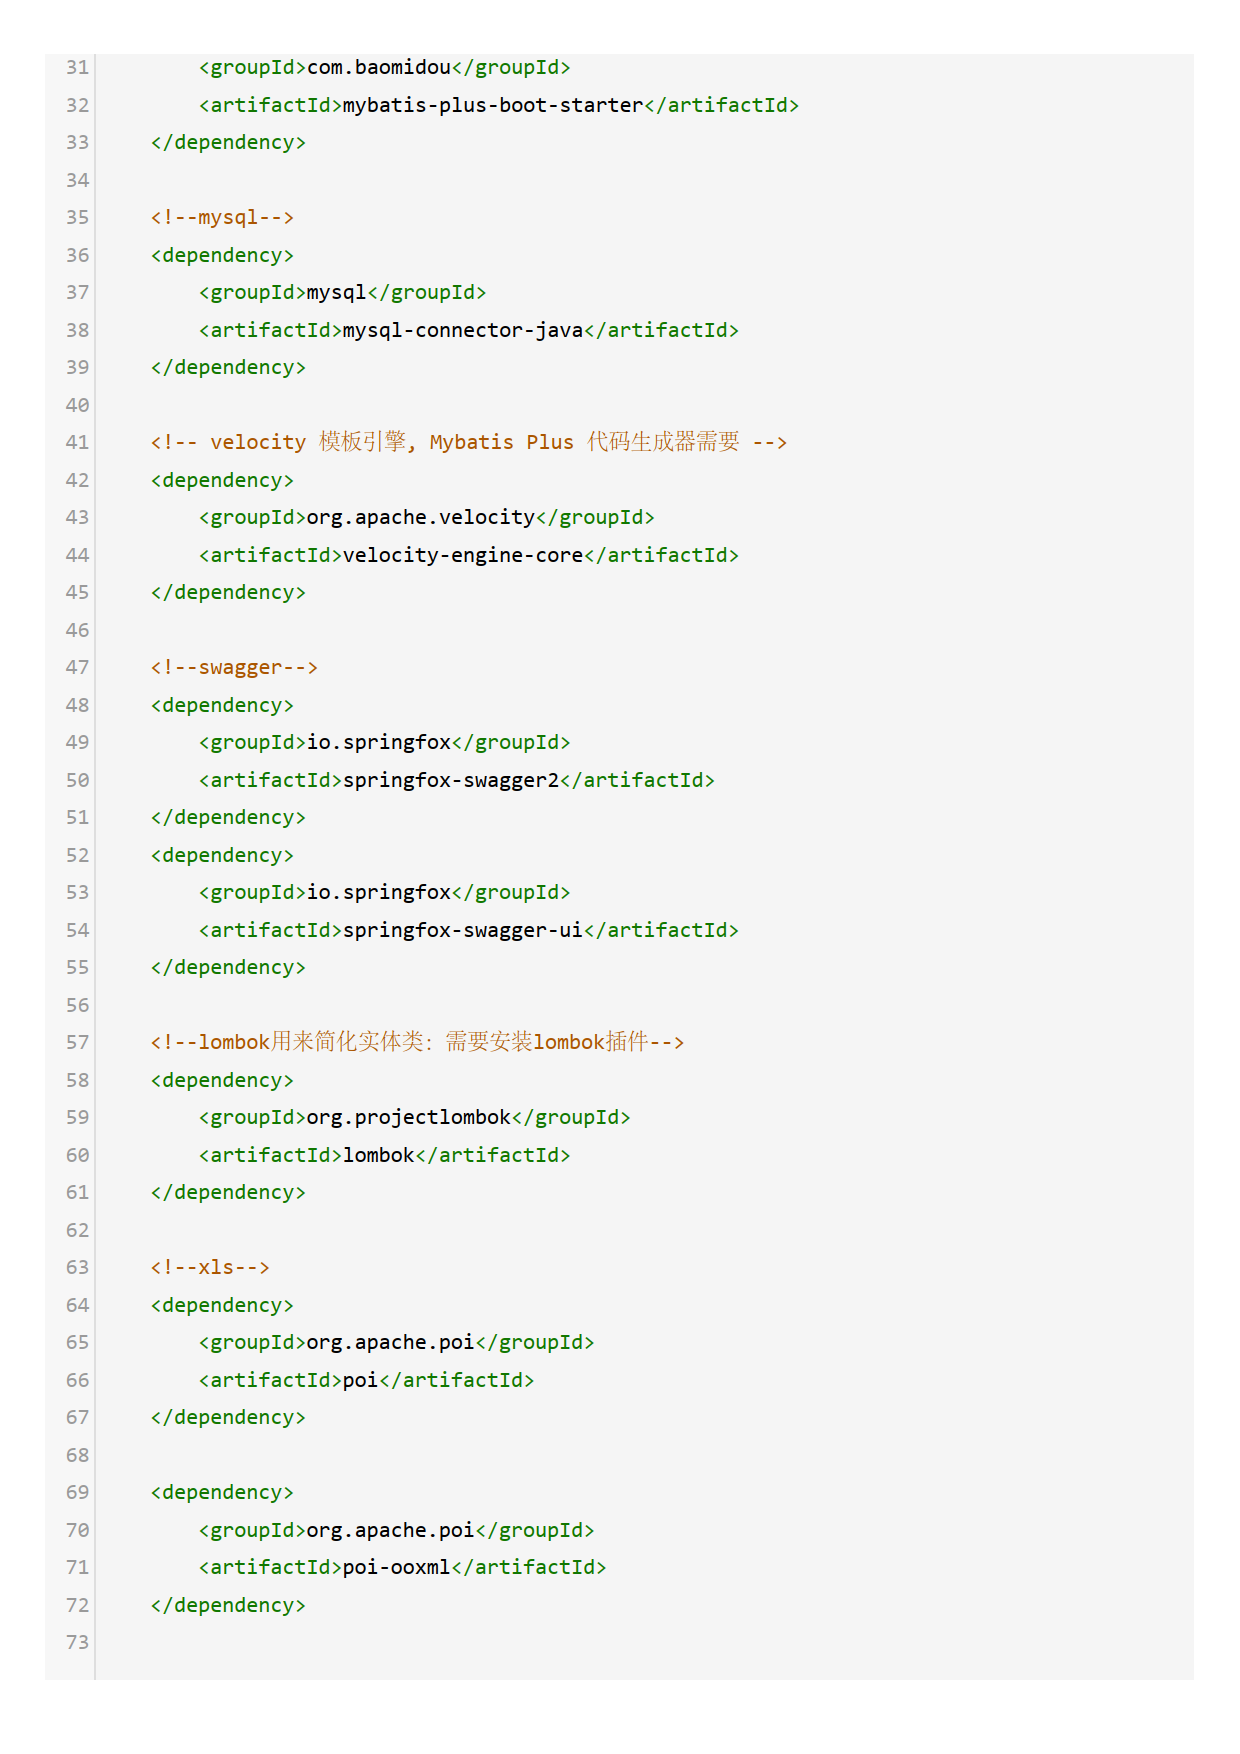 31 <groupId>com.baomidou</groupId>
32 <artifactId>mybatis-plus-boot-starter</artifactId>
33 </dependency>
34
35 <!--mysql-->
36 <dependency>
37 <groupId>mysql</groupId>
38 <artifactId>mysql-connector-java</artifactId>
39 </dependency>
40
41 <!-- velocity 模板引擎, Mybatis Plus 代码生成器需要 -->
42 <dependency>
43 <groupId>org.apache.velocity</groupId>
44 <artifactId>velocity-engine-core</artifactId>
45 </dependency>
46
47 <!--swagger-->
48 <dependency>
49 <groupId>io.springfox</groupId>
50 <artifactId>springfox-swagger2</artifactId>
51 </dependency>
52 <dependency>
53 <groupId>io.springfox</groupId>
54 <artifactId>springfox-swagger-ui</artifactId>
55 </dependency>
56
57 <!--lombok用来简化实体类：需要安装lombok插件-->
58 <dependency>
59 <groupId>org.projectlombok</groupId>
60 <artifactId>lombok</artifactId>
61 </dependency>
62
63 <!--xls-->
64 <dependency>
65 <groupId>org.apache.poi</groupId>
66 <artifactId>poi</artifactId>
67 </dependency>
68
69 <dependency>
70 <groupId>org.apache.poi</groupId>
71 <artifactId>poi-ooxml</artifactId>
72 </dependency>
73